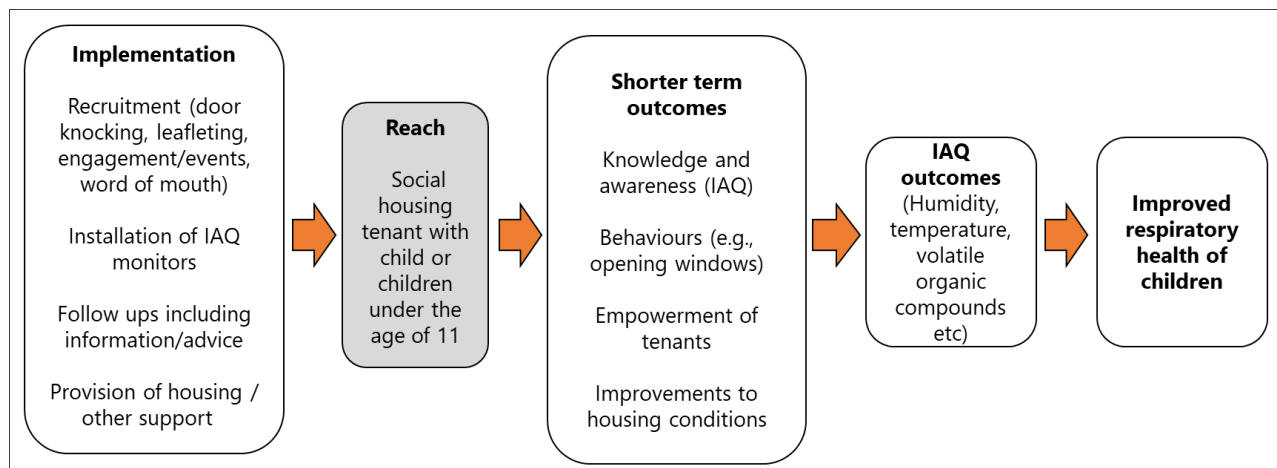 Implementation
Recruitment (door
knocking, leafleting,
engagement/events,
word of mouth)
Installation of IAQ
monitors
Follow ups including
information/advice
Provision of housing /
other support
Reach
Social
housing
tenant with
child or
children
under the
age of 11
Shorter term
outcomes
Knowledge and
awareness (IAQ)
Behaviours (e.g.,
opening windows)
Empowerment of
tenants
Improvements to
housing conditions
IAQ
outcomes
(Humidity,
temperature,
volatile
organic
compounds
etc)
Improved
respiratory
health of
children